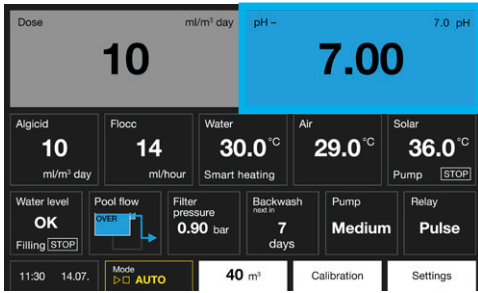 Dose ml/m³ day
10
pH – 7.0 pH
7.00
Algicid
10
ml/m³ day
Flocc
14
ml/hour
Water
30.0 °C
Smart heating
Air
29.0 °C
Solar
36.0 °C
Pump STOP
Water level
OK
Filling STOP
Pool flow
OVER
Filter
pressure
0.90 bar
Backwash
next in
7
days
Pump
Medium
Relay
Pulse
11:30 14.07.
Mode
AUTO
40 m³
Calibration
Settings